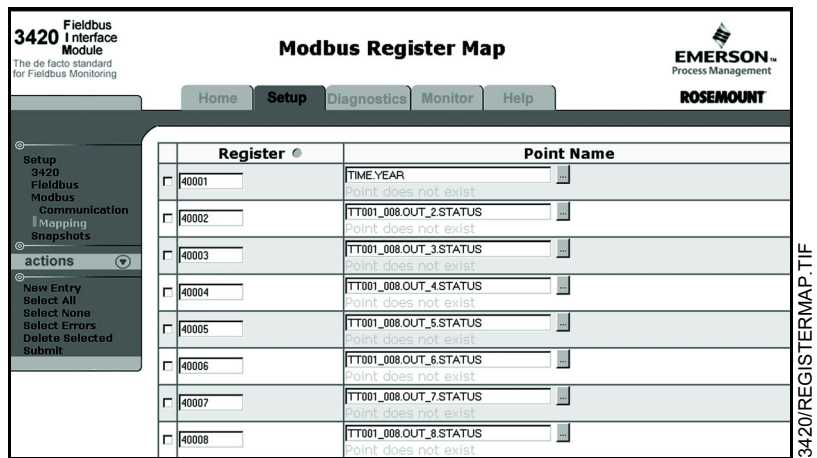 3420 Fieldbus Interface Module
The de facto standard
for Fieldbus Monitoring
Modbus Register Map
EMERSON™
Process Management
ROSEMOUNT
Home Setup Diagnostics Monitor Help
Setup
3420
Fieldbus
Modbus
Communication
Mapping
Snapshots
actions
New Entry
Select All
Select None
Select Errors
Delete Selected
Submit
Register Point Name
40001 TIME.YEAR ...
Point does not exist
40002 TT001_008.OUT_2.STATUS ...
Point does not exist
40003 TT001_008.OUT_3.STATUS ...
Point does not exist
40004 TT001_008.OUT_4.STATUS ...
Point does not exist
40005 TT001_008.OUT_5.STATUS ...
Point does not exist
40006 TT001_008.OUT_6.STATUS ...
Point does not exist
40007 TT001_008.OUT_7.STATUS ...
Point does not exist
40008 TT001_008.OUT_8.STATUS ...
Point does not exist
3420/REGISTERMAP.TIF